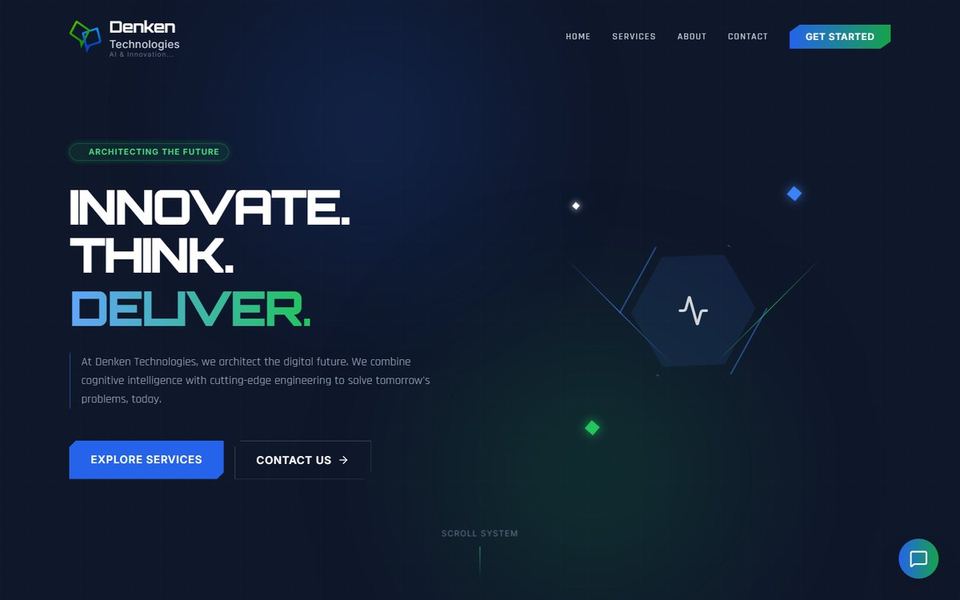 Denken
Technologies
AI & Innovation...
HOME SERVICES ABOUT CONTACT GET STARTED
ARCHITECTING THE FUTURE
INNOVATE.
THINK.
DELIVER.
At Denken Technologies, we architect the digital future. We combine
cognitive intelligence with cutting-edge engineering to solve tomorrow's
problems, today.
EXPLORE SERVICES CONTACT US →
SCROLL SYSTEM